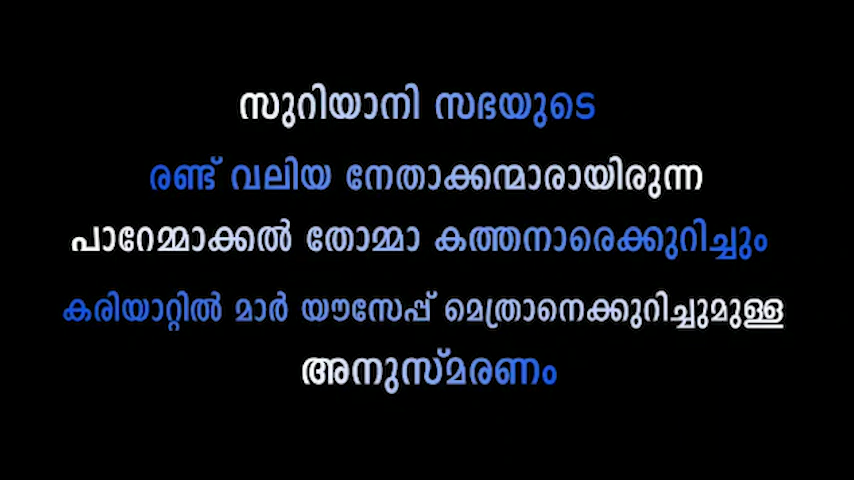 സുറിയാനി സഭയുടെ
രണ്ട് വലിയ നേതാക്കന്മാരായിരുന്ന
പാറേമ്മാക്കൽ തോമ്മാ കത്തനാരെക്കുറിച്ചും
കരിയാറ്റിൽ മാർ യൗസേപ്പ് മെത്രാനെക്കുറിച്ചുമുള്ള
അനുസ്മരണം